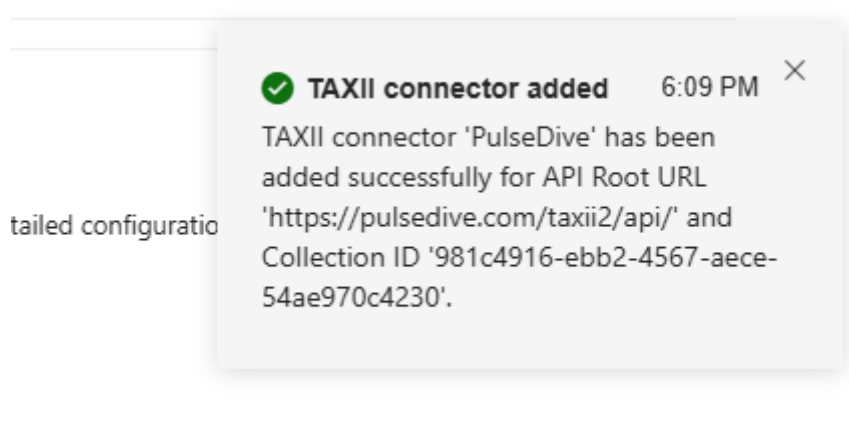 TAXII connector added 6:09 PM
TAXII connector 'PulseDive' has been
added successfully for API Root URL
'https://pulsedive.com/taxii2/api/' and
Collection ID '981c4916-ebb2-4567-aece-
54ae970c4230'.
tailed configuratio